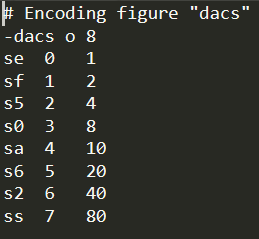 # Encoding figure "dacs"
-dacs o 8
se 0 1
sf 1 2
s5 2 4
s0 3 8
sa 4 10
s6 5 20
s2 6 40
ss 7 80